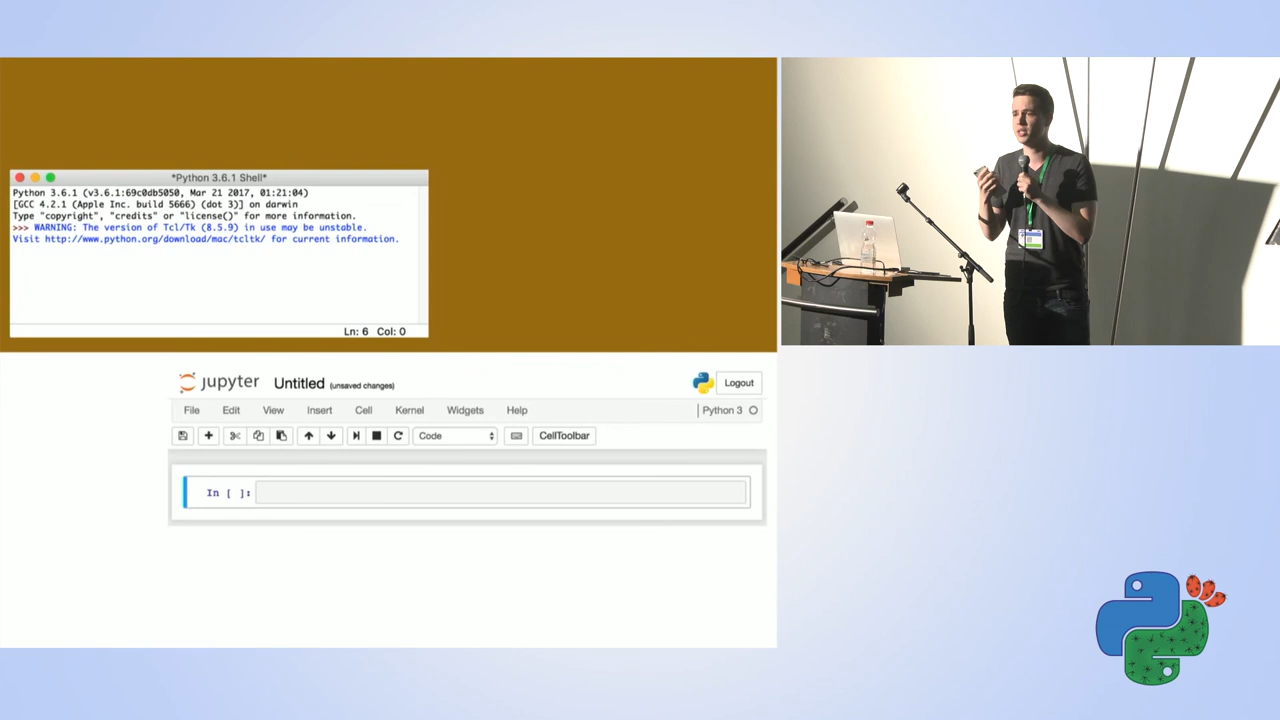 *Python 3.6.1 Shell*
Python 3.6.1 (v3.6.1:69c0db5050, Mar 21 2017, 01:21:04)
[GCC 4.2.1 (Apple Inc. build 5666) (dot 3)] on darwin
Type "copyright", "credits" or "license()" for more information.
>>> WARNING: The version of Tcl/Tk (8.5.9) in use may be unstable.
Visit http://www.python.org/download/mac/tcltk/ for current information.
Ln: 6 Col: 0
jupyter Untitled (unsaved changes) Logout
File Edit View Insert Cell Kernel Widgets Help Python 3
Code CellToolbar
In [ ]: